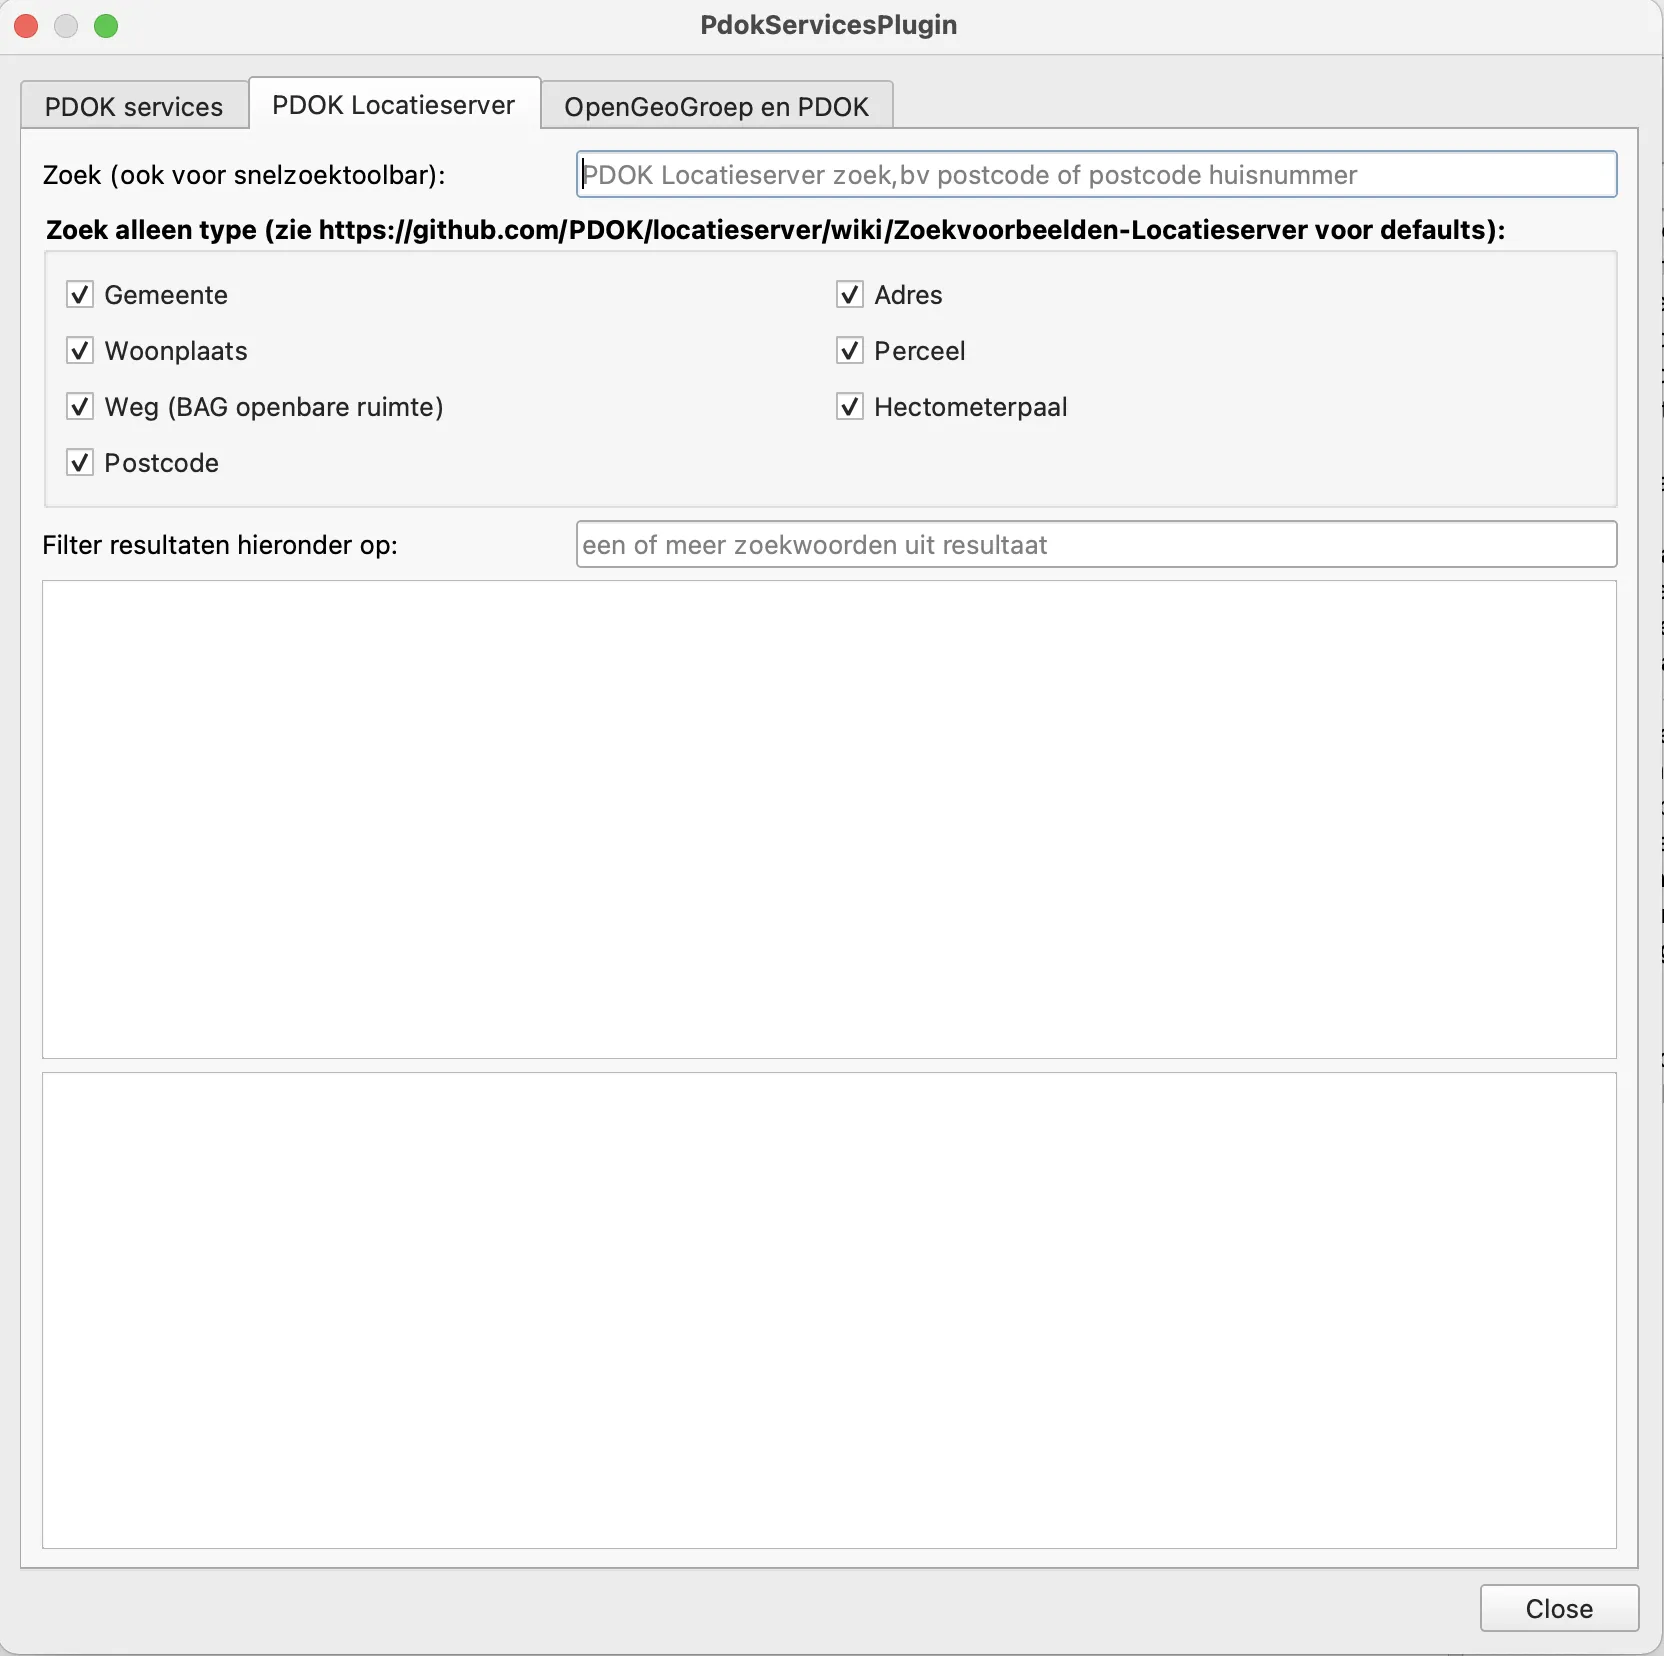 PdokServicesPlugin
PDOK services
PDOK Locatieserver
OpenGeoGroep en PDOK
Zoek (ook voor snelzoektoolbar):
PDOK Locatieserver zoek,bv postcode of postcode huisnummer
Zoek alleen type (zie https://github.com/PDOK/locatieserver/wiki/Zoekvoorbeelden-Locatieserver voor defaults):
Gemeente
Adres
Woonplaats
Perceel
Weg (BAG openbare ruimte)
Hectometerpaal
Postcode
Filter resultaten hieronder op:
een of meer zoekwoorden uit resultaat
Close